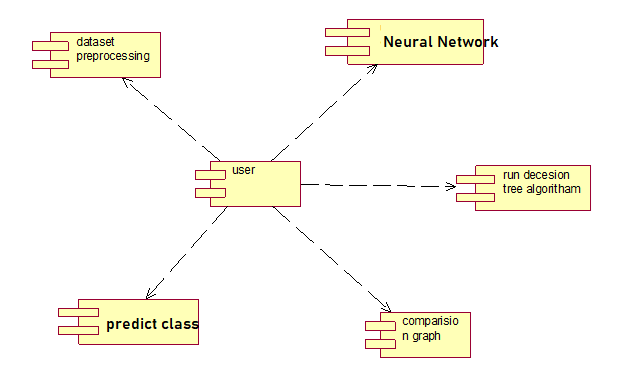 dataset
preprocessing
Neural Network
user
run decesion
tree algoritham
predict class
comparisio
n graph